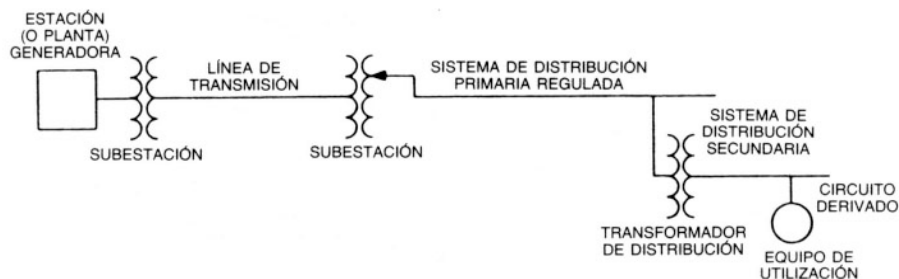 ESTACIÓN
(O PLANTA)
GENERADORA
LÍNEA DE
TRANSMISIÓN
SUBESTACIÓN
SUBESTACIÓN
SISTEMA DE DISTRIBUCIÓN
PRIMARIA REGULADA
SISTEMA DE
DISTRIBUCIÓN
SECUNDARIA
TRANSFORMADOR
DE DISTRIBUCIÓN
CIRCUITO
DERIVADO
EQUIPO DE
UTILIZACIÓN